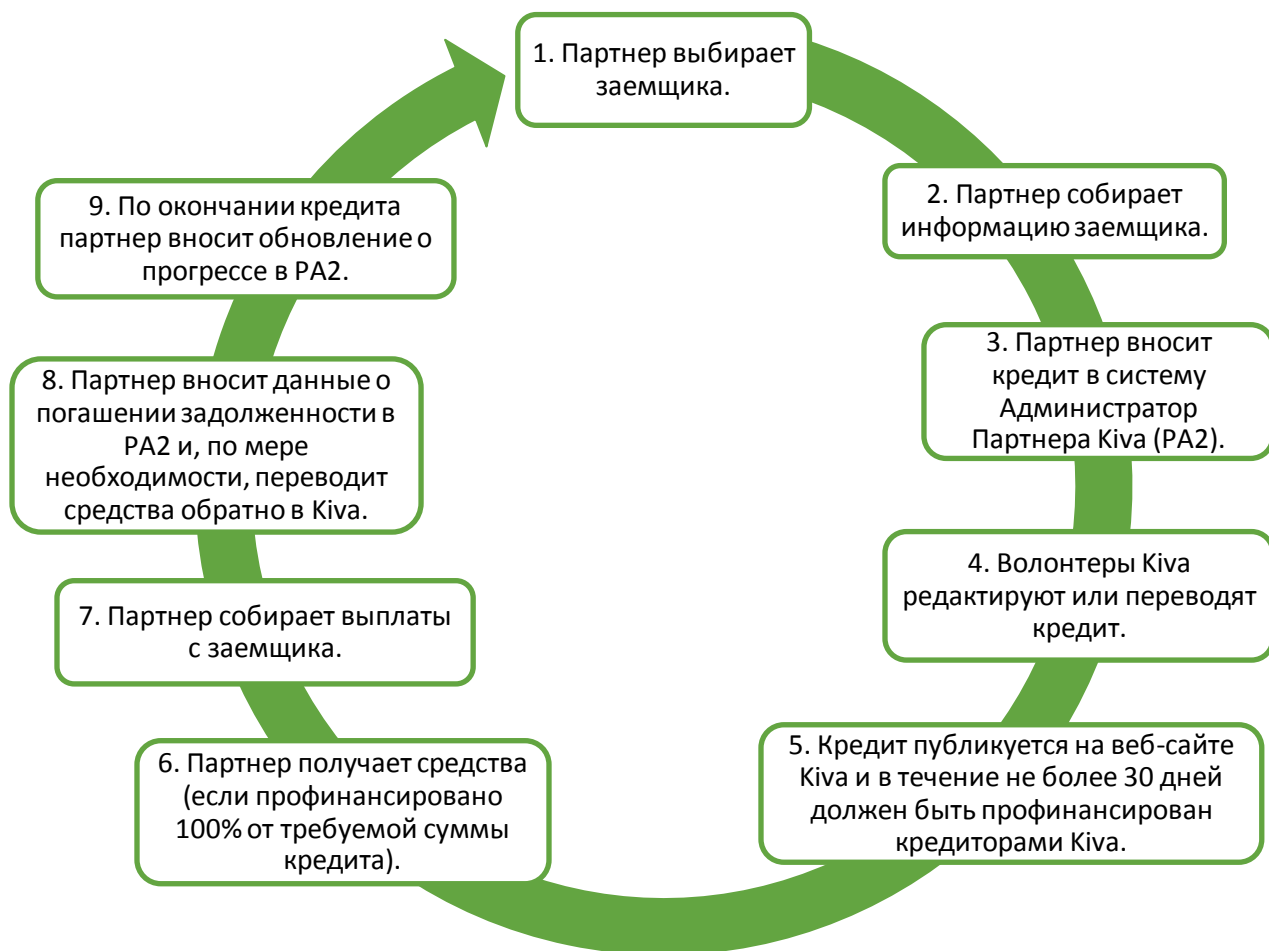 1. Партнер выбирает
заемщика.
2. Партнер собирает
информацию заемщика.
3. Партнер вносит
кредит в систему
Администратор
Партнера Kiva (PA2).
4. Волонтеры Kiva
редактируют или переводят
кредит.
5. Кредит публикуется на веб-сайте
Kiva и в течение не более 30 дней
должен быть профинансирован
кредиторами Kiva.
6. Партнер получает средства
(если профинансировано
100% от требуемой суммы
кредита).
7. Партнер собирает выплаты
с заемщика.
8. Партнер вносит данные о
погашении задолженности в
PA2 и, по мере
необходимости, переводит
средства обратно в Kiva.
9. По окончании кредита
партнер вносит обновление о
прогрессе в PA2.